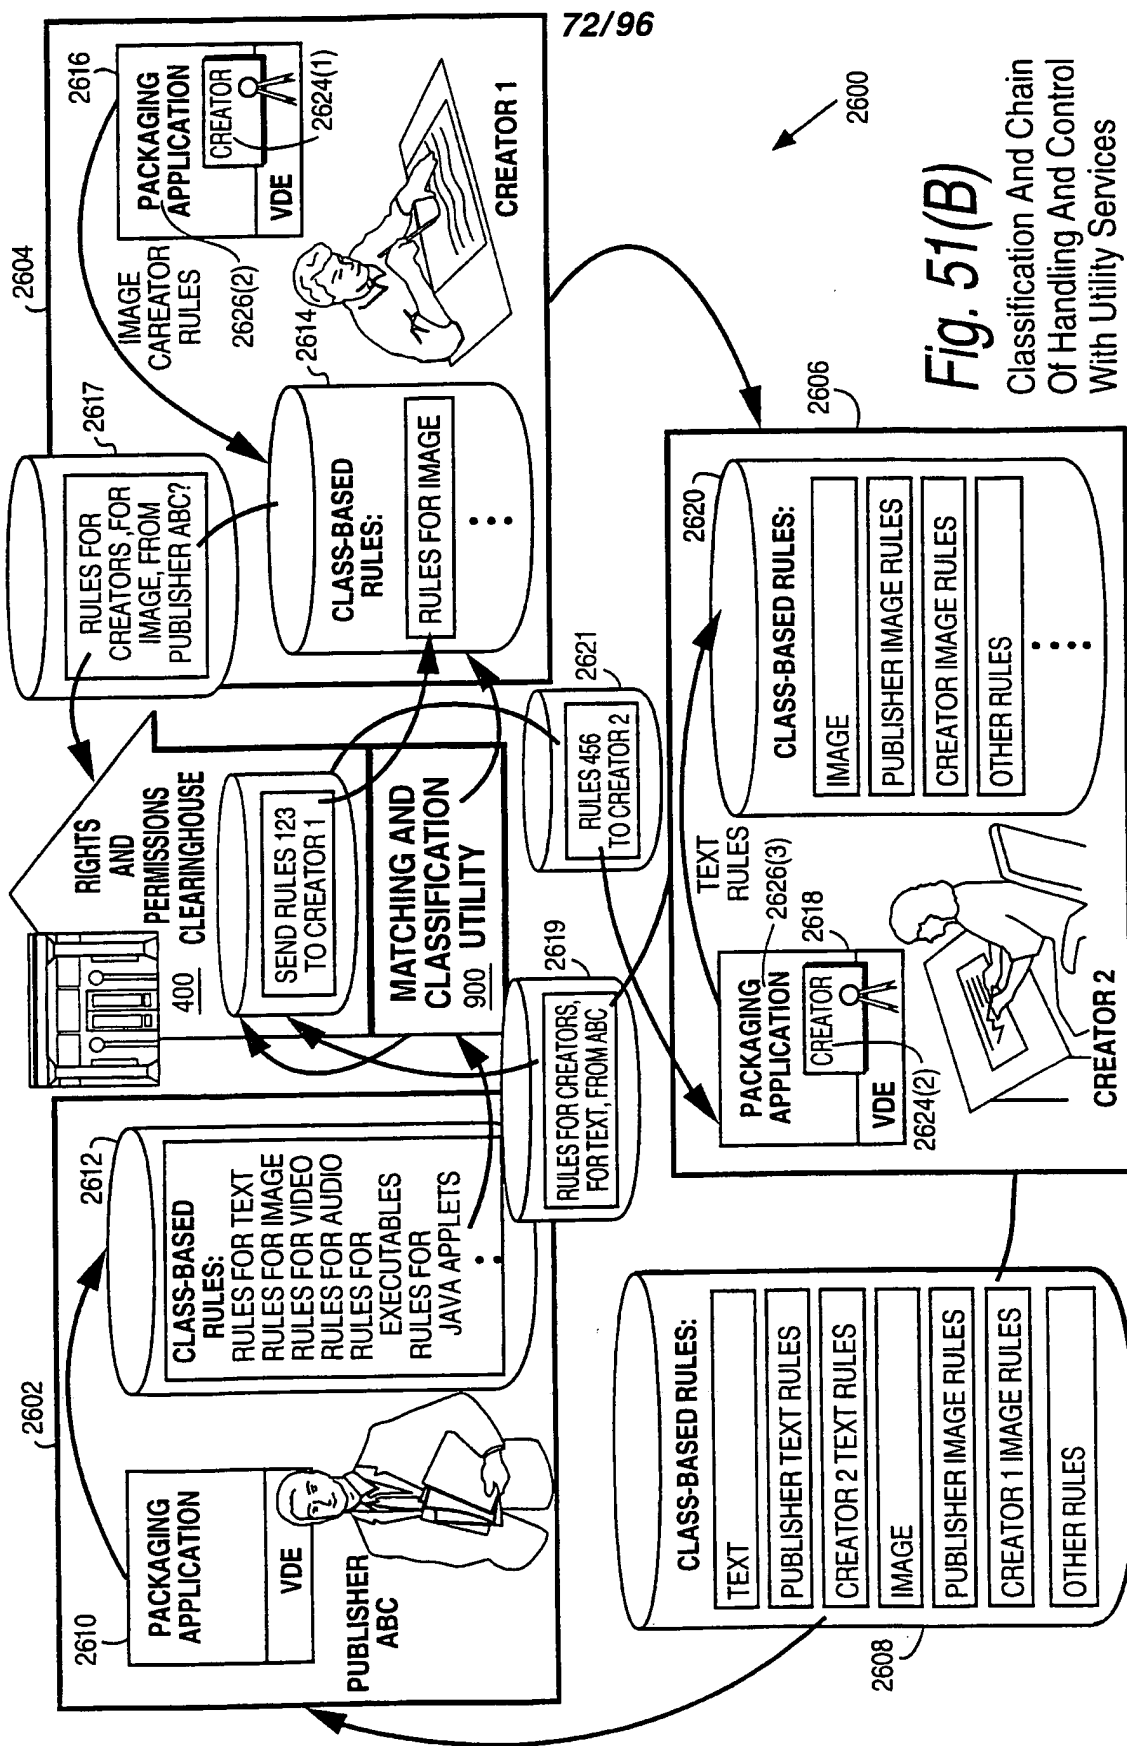 72/96
2602
2610
PACKAGING
APPLICATION
VDE
PUBLISHER
ABC
2612
CLASS-BASED
RULES:
RULES FOR TEXT
RULES FOR IMAGE
RULES FOR VIDEO
RULES FOR AUDIO
RULES FOR
EXECUTABLES
RULES FOR
JAVA APPLETS
RIGHTS
AND
PERMISSIONS
CLEARINGHOUSE
400
SEND RULES 123
TO CREATOR 1
MATCHING AND
CLASSIFICATION
900 UTILITY
2617
RULES FOR
CREATORS ,FOR
IMAGE, FROM
PUBLISHER ABC?
2604
IMAGE
CAREATOR
RULES
2626(2)
2616
PACKAGING
APPLICATION
CREATOR
VDE
2624(1)
2614
CLASS-BASED
RULES:
RULES FOR IMAGE
CREATOR 1
2619
RULES FOR CREATORS,
FOR TEXT, FROM ABC
2621
RULES 456
TO CREATOR 2
2608
CLASS-BASED RULES:
TEXT
PUBLISHER TEXT RULES
CREATOR 2 TEXT RULES
IMAGE
PUBLISHER IMAGE RULES
CREATOR 1 IMAGE RULES
OTHER RULES
PACKAGING
APPLICATION
2626(3)
CREATOR
2618
VDE
2624(2)
CREATOR 2
TEXT
RULES
2606
2620
CLASS-BASED RULES:
IMAGE
PUBLISHER IMAGE RULES
CREATOR IMAGE RULES
OTHER RULES
2600
Fig. 51(B)
Classification And Chain
Of Handling And Control
With Utility Services